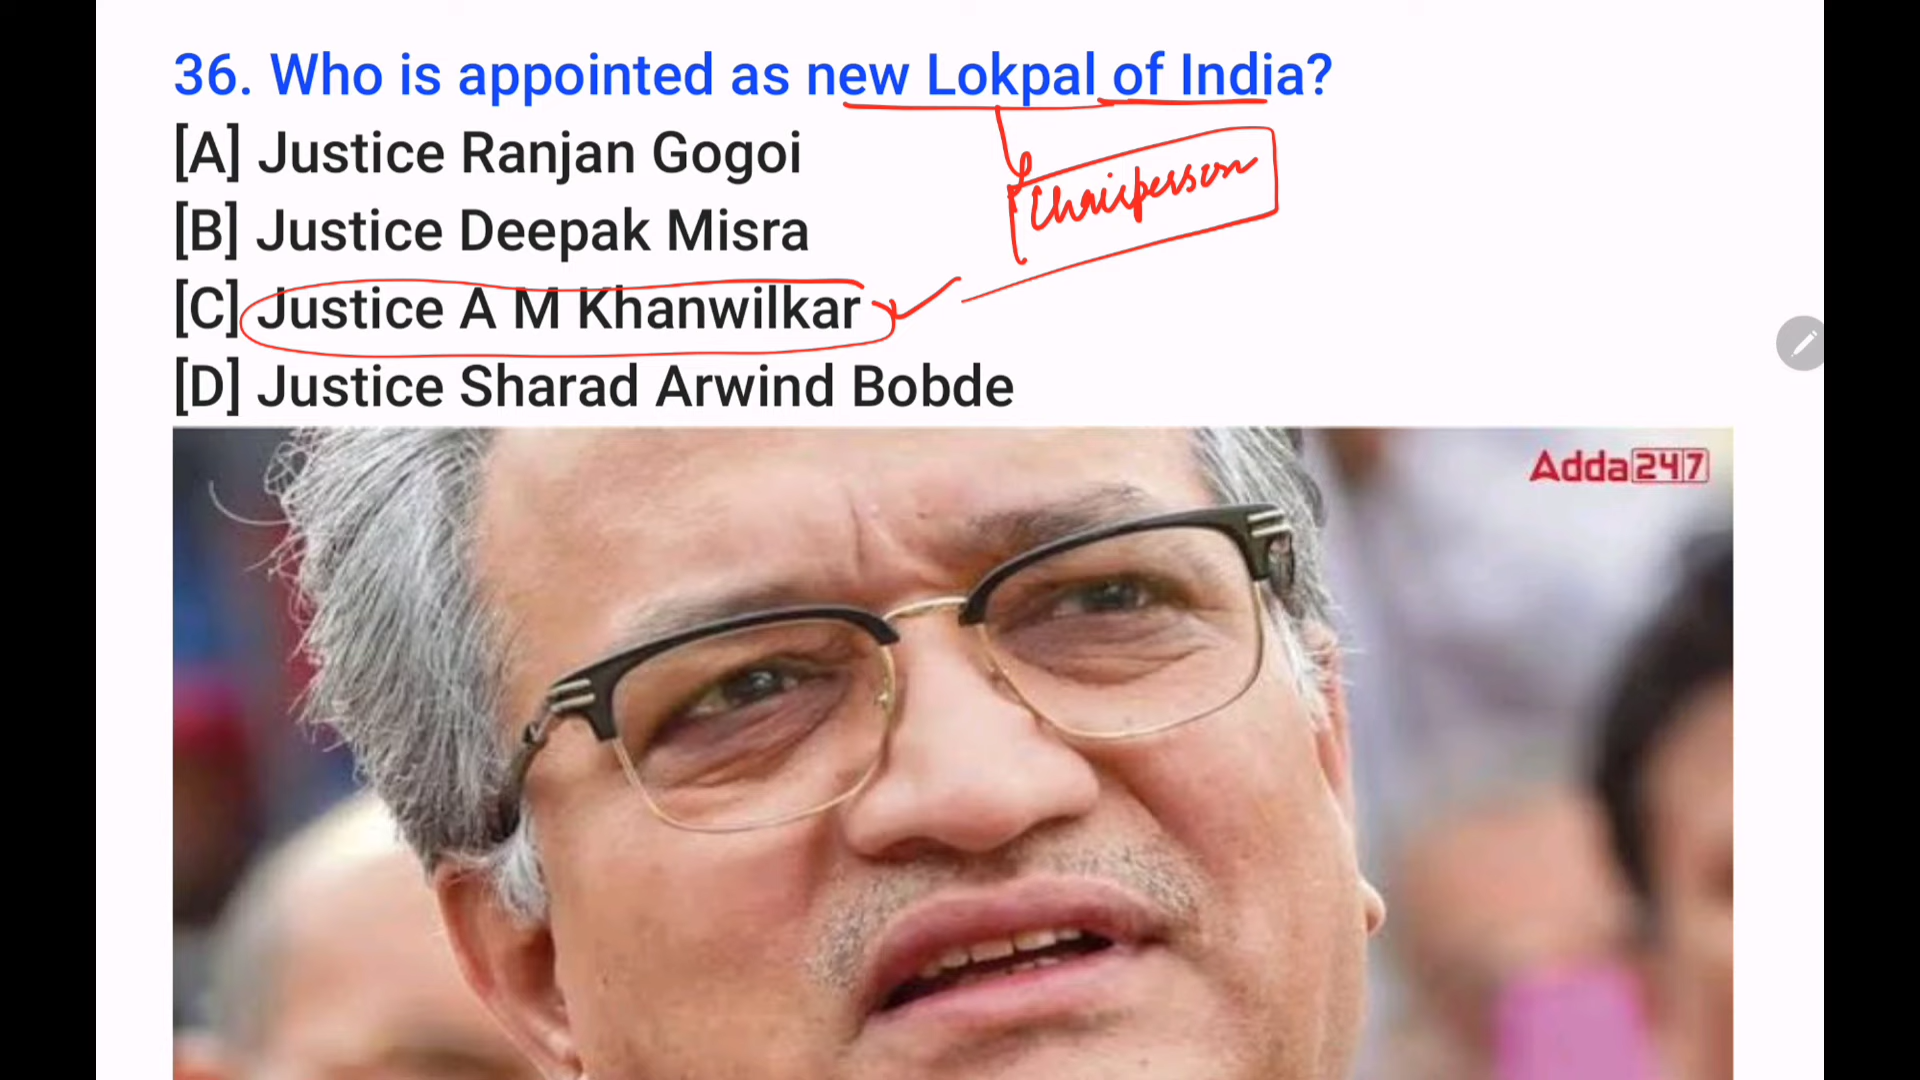 36. Who is appointed as new Lokpal of India?
[A] Justice Ranjan Gogoi
Chairperson
[B] Justice Deepak Misra
[C] Justice A M Khanwilkar
[D] Justice Sharad Arwind Bobde
Adda247